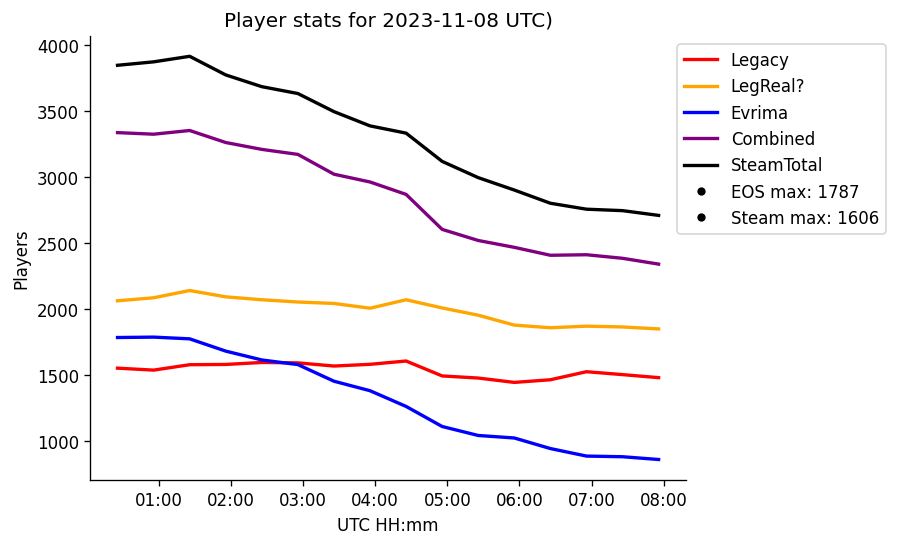 Player stats for 2023-11-08 UTC)
4000
3500
3000
2500
2000
1500
1000
Players
01:00 02:00 03:00 04:00 05:00 06:00 07:00 08:00
UTC HH:mm
Legacy
LegReal?
Evrima
Combined
SteamTotal
EOS max: 1787
Steam max: 1606